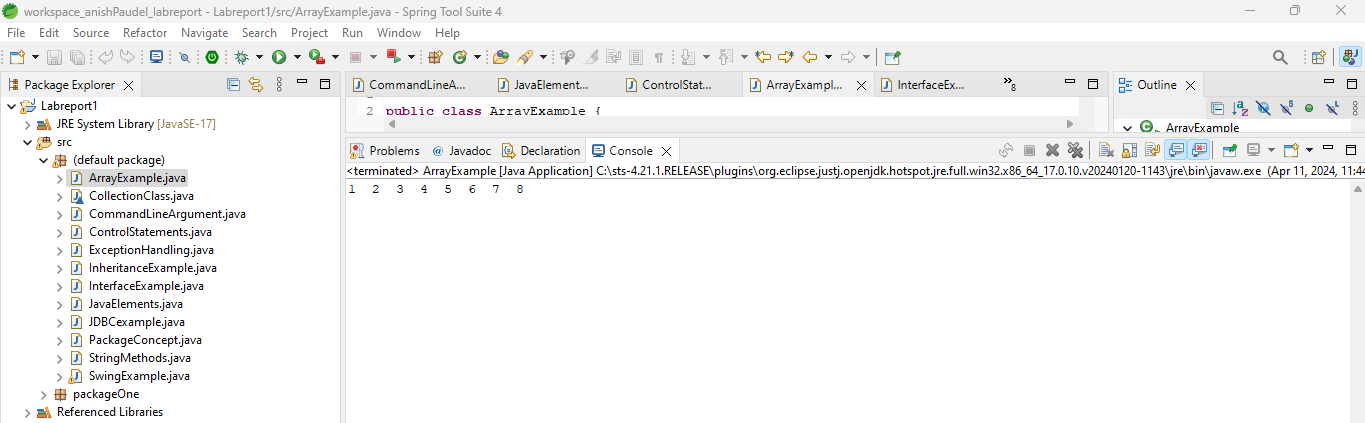 workspace_anishPaudel_labreport - Labreport1/src/ArrayExample.java - Spring Tool Suite 4
File Edit Source Refactor Navigate Search Project Run Window Help
Package Explorer
Labreport1
JRE System Library [JavaSE-17]
src
(default package)
ArrayExample.java
CollectionClass.java
CommandLineArgument.java
ControlStatements.java
ExceptionHandling.java
InheritanceExample.java
InterfaceExample.java
JavaElements.java
JDBCexample.java
PackageConcept.java
StringMethods.java
SwingExample.java
packageOne
Referenced Libraries
CommandLineA... JavaElement... ControlStat... ArrayExampl... InterfaceEx... »8
2 public class ArrayExample {
Problems @ Javadoc Declaration Console
<terminated> ArrayExample [Java Application] C:\sts-4.21.1.RELEASE\plugins\org.eclipse.justj.openjdk.hotspot.jre.full.win32.x86_64_17.0.10.v20240120-1143\jre\bin\javaw.exe (Apr 11, 2024, 11:44
1 2 3 4 5 6 7 8
Outline
ArrayExample